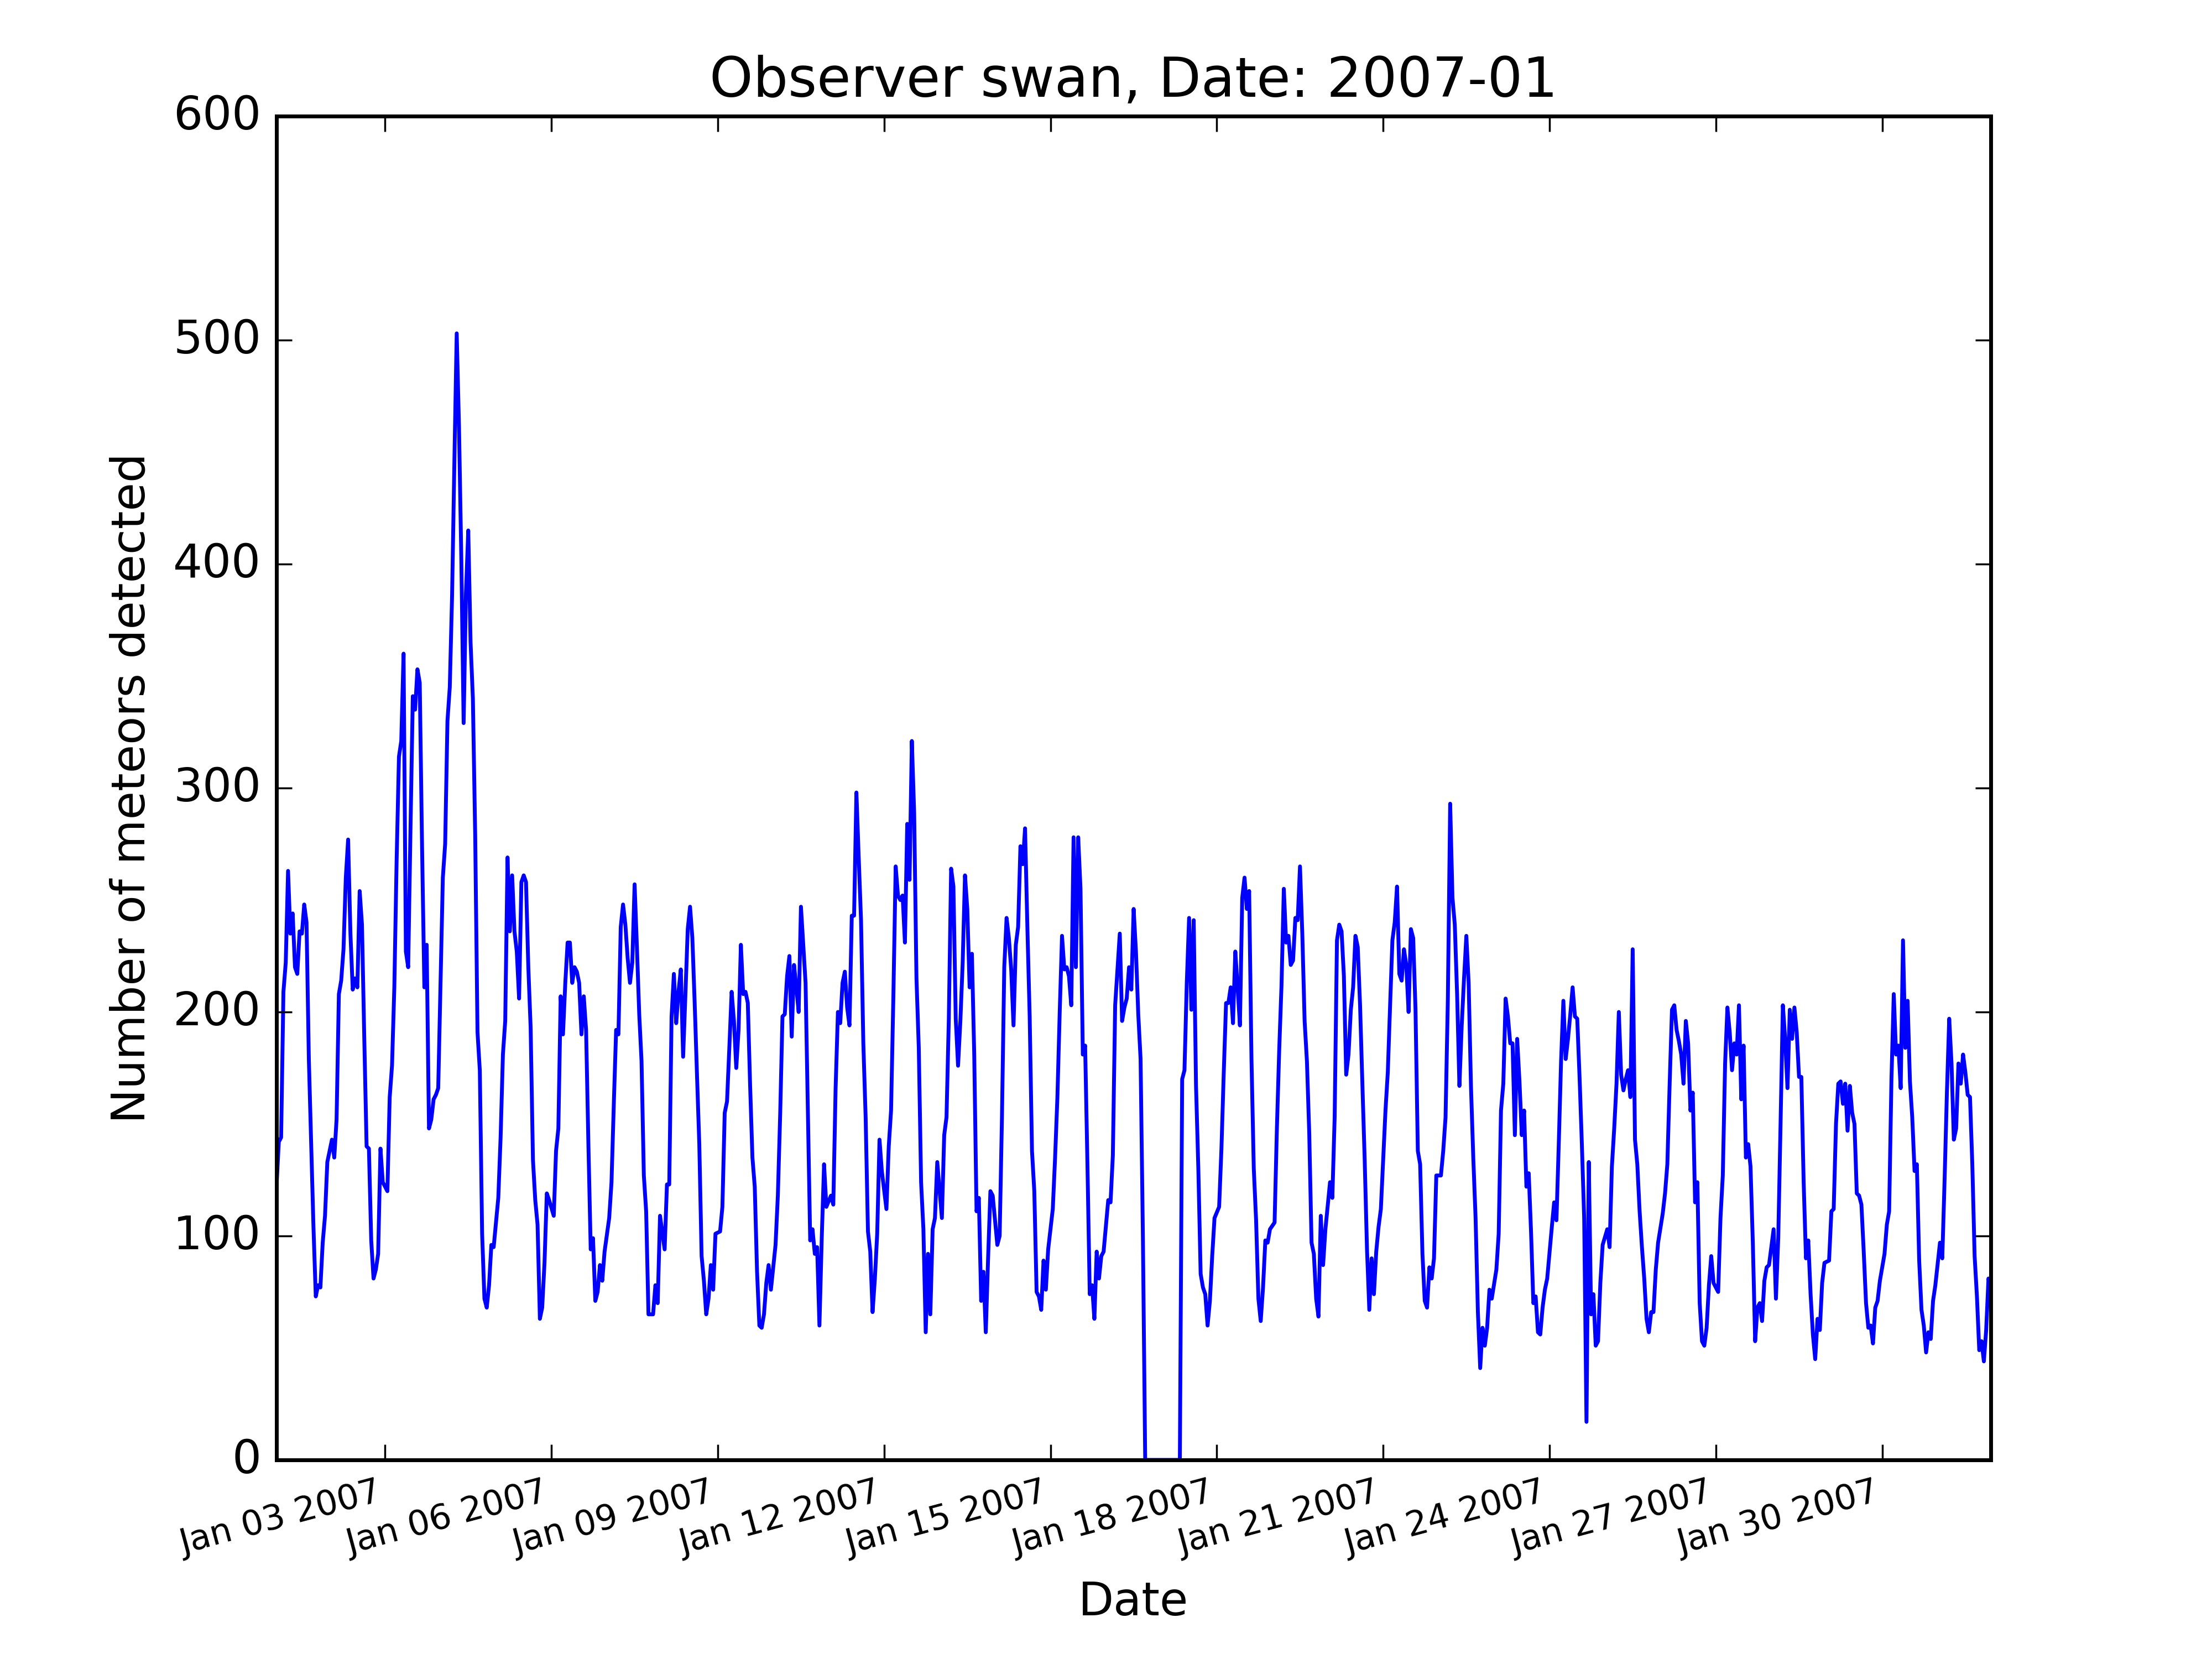 Observer swan, Date: 2007-01
600
500
400
300
200
100
0
Number of meteors detected
Jan 03 2007
Jan 06 2007
Jan 09 2007
Jan 12 2007
Jan 15 2007
Jan 18 2007
Jan 21 2007
Jan 24 2007
Jan 27 2007
Jan 30 2007
Date